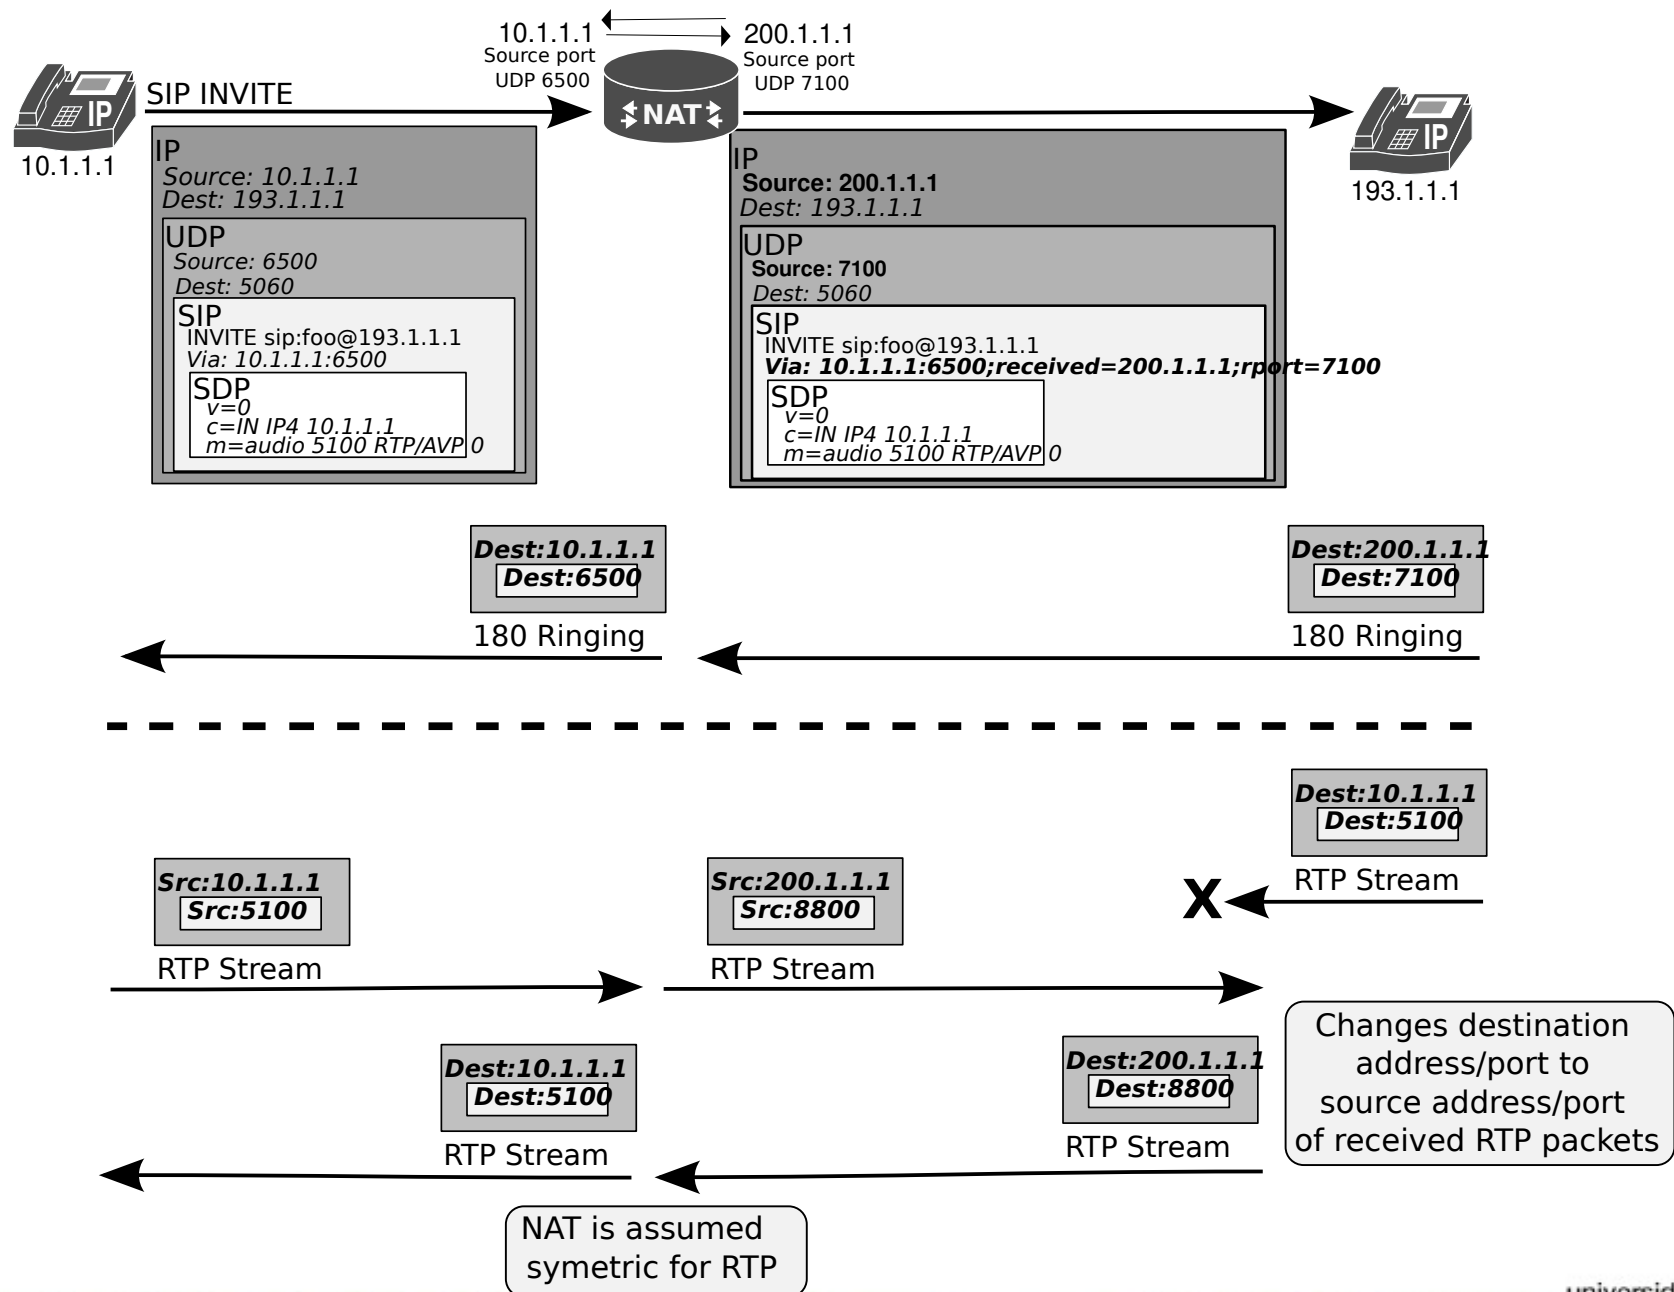 10.1.1.1
Source port
UDP 6500
200.1.1.1
Source port
UDP 7100
IP
10.1.1.1
SIP INVITE
NAT
IP
193.1.1.1
IP
Source: 10.1.1.1
Dest: 193.1.1.1
UDP
Source: 6500
Dest: 5060
SIP
INVITE sip:foo@193.1.1.1
Via: 10.1.1.1:6500
SDP
v=0
c=IN IP4 10.1.1.1
m=audio 5100 RTP/AVP 0
IP
Source: 200.1.1.1
Dest: 193.1.1.1
UDP
Source: 7100
Dest: 5060
SIP
INVITE sip:foo@193.1.1.1
Via: 10.1.1.1:6500;received=200.1.1.1;rport=7100
SDP
v=0
c=IN IP4 10.1.1.1
m=audio 5100 RTP/AVP 0
Dest:10.1.1.1
Dest:6500
180 Ringing
Dest:200.1.1.1
Dest:7100
180 Ringing
Dest:10.1.1.1
Dest:5100
RTP Stream
X
Src:10.1.1.1
Src:5100
RTP Stream
Src:200.1.1.1
Src:8800
RTP Stream
Changes destination
address/port to
source address/port
of received RTP packets
Dest:10.1.1.1
Dest:5100
RTP Stream
Dest:200.1.1.1
Dest:8800
RTP Stream
NAT is assumed
symetric for RTP